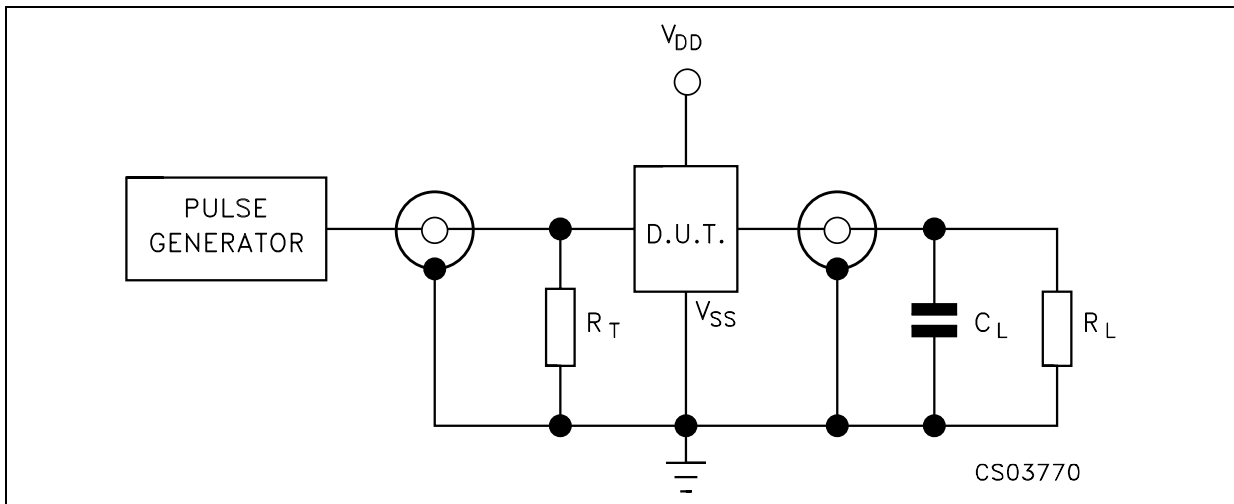 VDD
PULSE
GENERATOR
D.U.T.
VSS
RT
CL
RL
CS03770